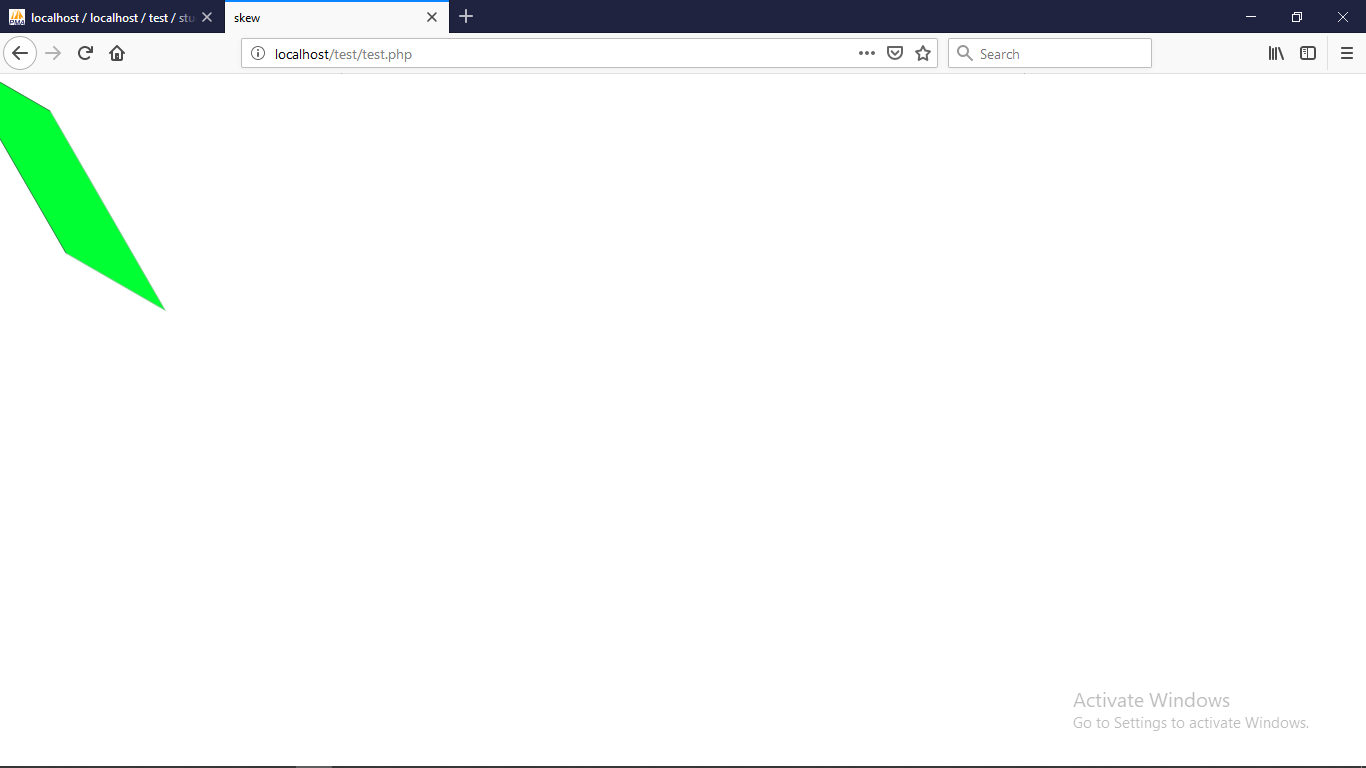 localhost / localhost / test / stu
skew
localhost/test/test.php
Search
Activate Windows
Go to Settings to activate Windows.